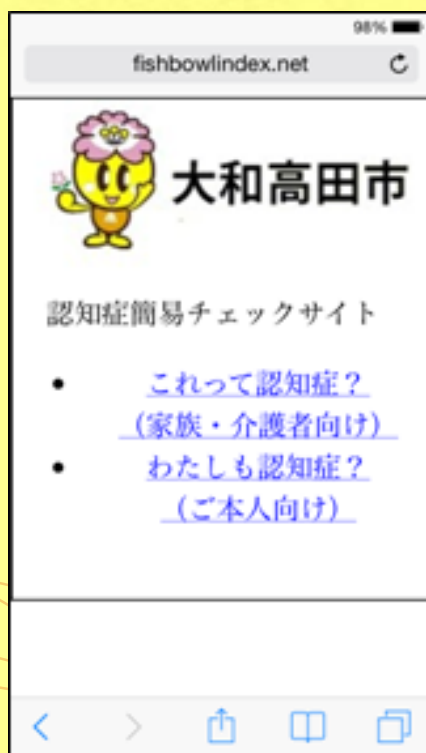 98%
fishbowlindex.net
大和高田市
認知症簡易チェックサイト
• これって認知症？
（家族・介護者向け）
• わたしも認知症？
（ご本人向け）